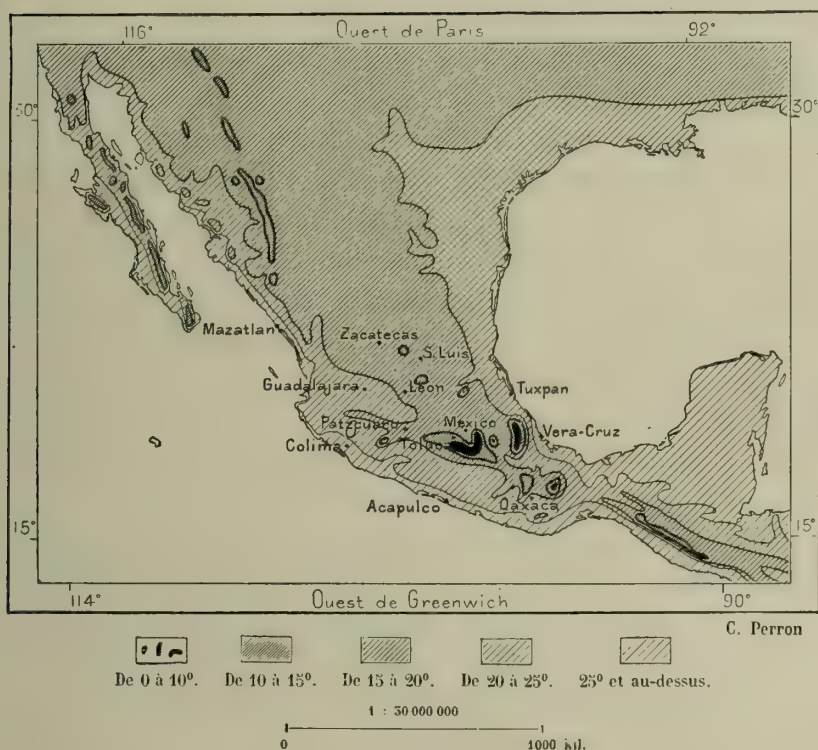 116° Ouest de Paris 92°
30° 30°
Mazatlan
Zacatecas
S. Luis
Guadalajara Léon Tuxpan
Patzcuaro Mexico Vera-Cruz
Colima Toluc
Acapulco Oaxaca
15° 15°
114° Ouest de Greenwich 90°
C. Perron
De 0 à 10°. De 10 à 15°. De 15 à 20°. De 20 à 25°. 25° et au-dessus.
1 : 30 000 000
0 1000 kil.